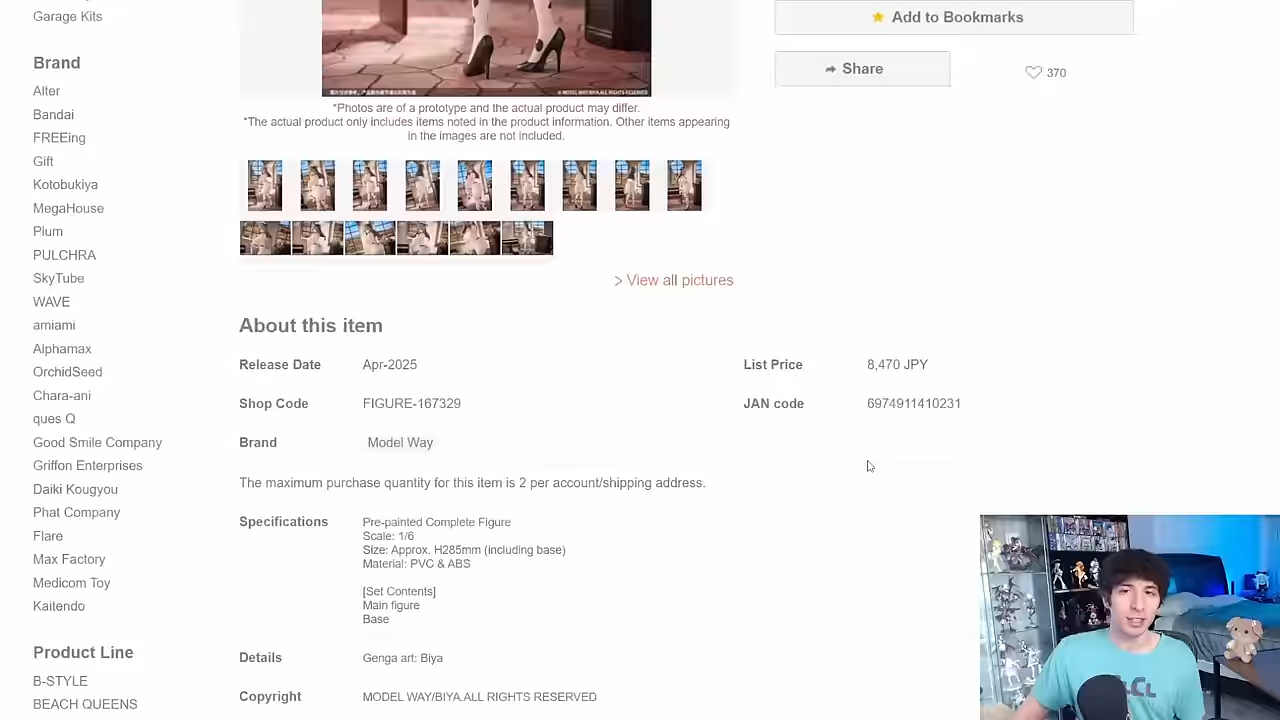 Garage Kits
Brand
Alter
Bandai
FREEing
Gift
Kotobukiya
MegaHouse
Plum
PULCHRA
SkyTube
WAVE
amiami
Alphamax
OrchidSeed
Chara-ani
ques Q
Good Smile Company
Griffon Enterprises
Daiki Kougyou
Phat Company
Flare
Max Factory
Medicom Toy
Kaitendo
Product Line
B-STYLE
BEACH QUEENS
© MODEL WAY/BIYA.ALL RIGHTS RESERVED
*Photos are of a prototype and the actual product may differ.
*The actual product only includes items noted in the product information. Other items appearing
in the images are not included.
> View all pictures
Add to Bookmarks
Share
370
About this item
Release Date Apr-2025 List Price 8,470 JPY
Shop Code FIGURE-167329 JAN code 6974911410231
Brand Model Way
The maximum purchase quantity for this item is 2 per account/shipping address.
Specifications Pre-painted Complete Figure
Scale: 1/6
Size: Approx. H285mm (including base)
Material: PVC & ABS
[Set Contents]
Main figure
Base
Details Genga art: Biya
Copyright MODEL WAY/BIYA.ALL RIGHTS RESERVED